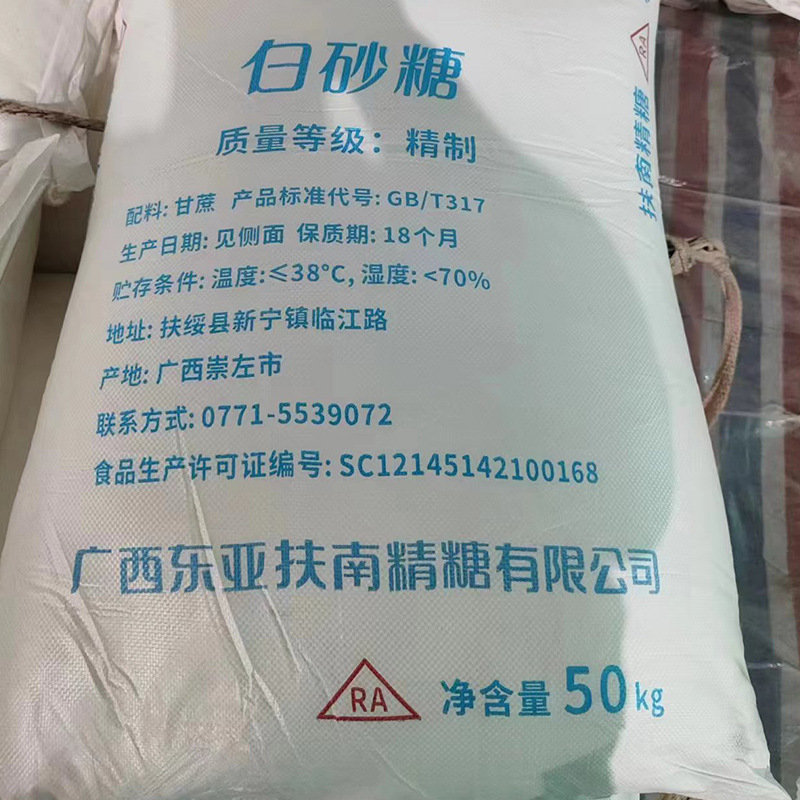 白砂糖
质量等级：精制
配料: 甘蔗 产品标准代号: GB/T317
生产日期: 见侧面 保质期: 18个月
贮存条件: 温度:≤38°C, 湿度: <70%
地址: 扶绥县新宁镇临江路
产地: 广西崇左市
联系方式: 0771-5539072
食品生产许可证编号: SC12145142100168
广西东亚扶南精糖有限公司
RA
净含量 50kg
RA
扶南精糖